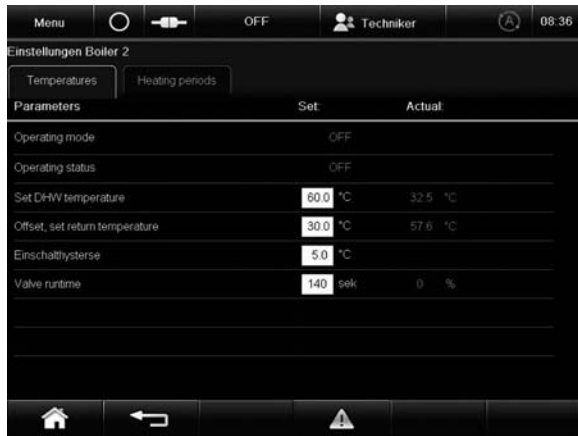 Menu OFF Techniker A 08:36
Einstellungen Boiler 2
Temperatures Heating periods
Parameters Set: Actual:
Operating mode OFF
Operating status OFF
Set DHW temperature 60.0 °C 32.5 °C
Offset, set return temperature 30.0 °C 57.6 °C
Einschalthysterse 5.0 °C
Valve runtime 140 sek 0 %